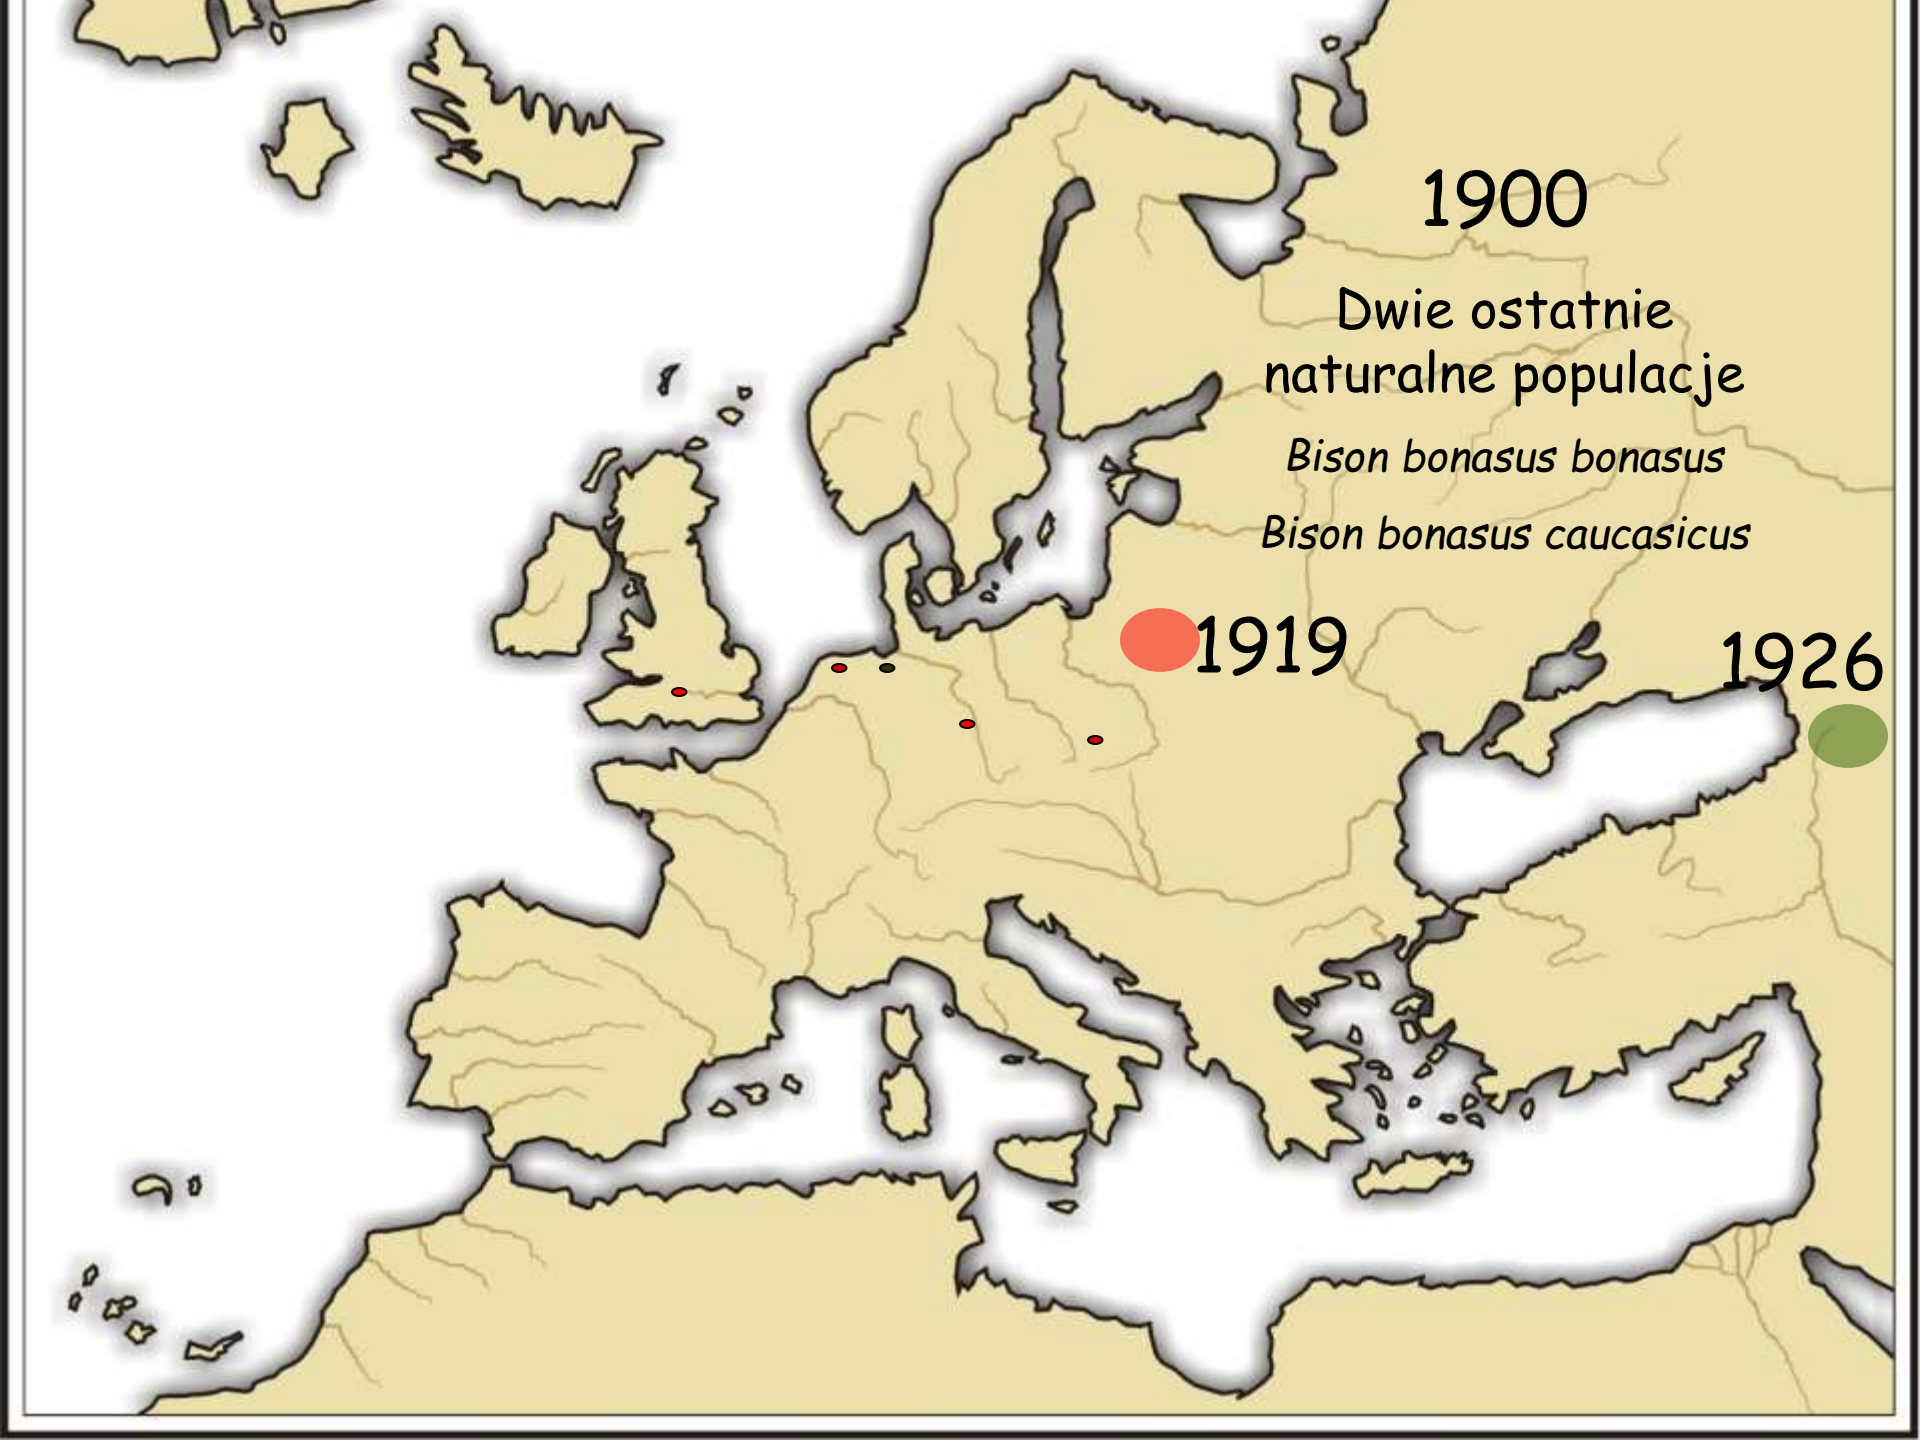 1900
Dwie ostatnie
naturalne populacje
Bison bonasus bonasus
Bison bonasus caucasicus
1919
1926